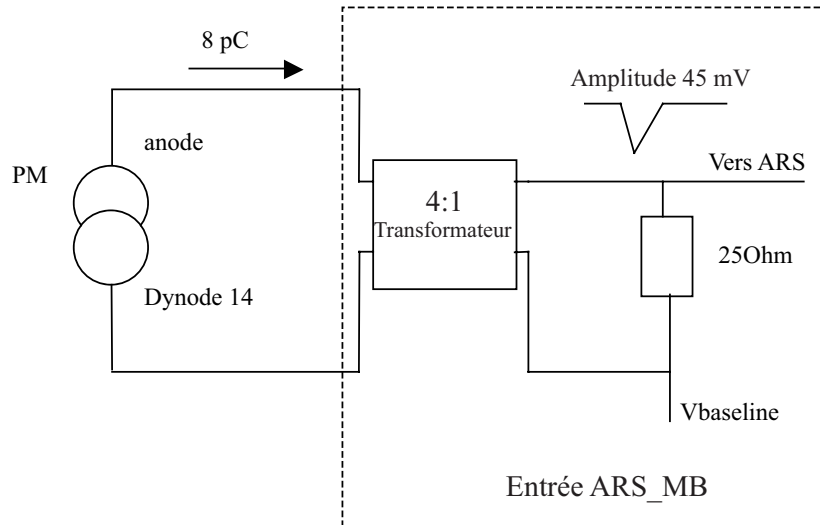 8 pC
Amplitude 45 mV
anode
PM
Vers ARS
4:1
Transformateur
25Ohm
Dynode 14
Vbaseline
Entrée ARS_MB